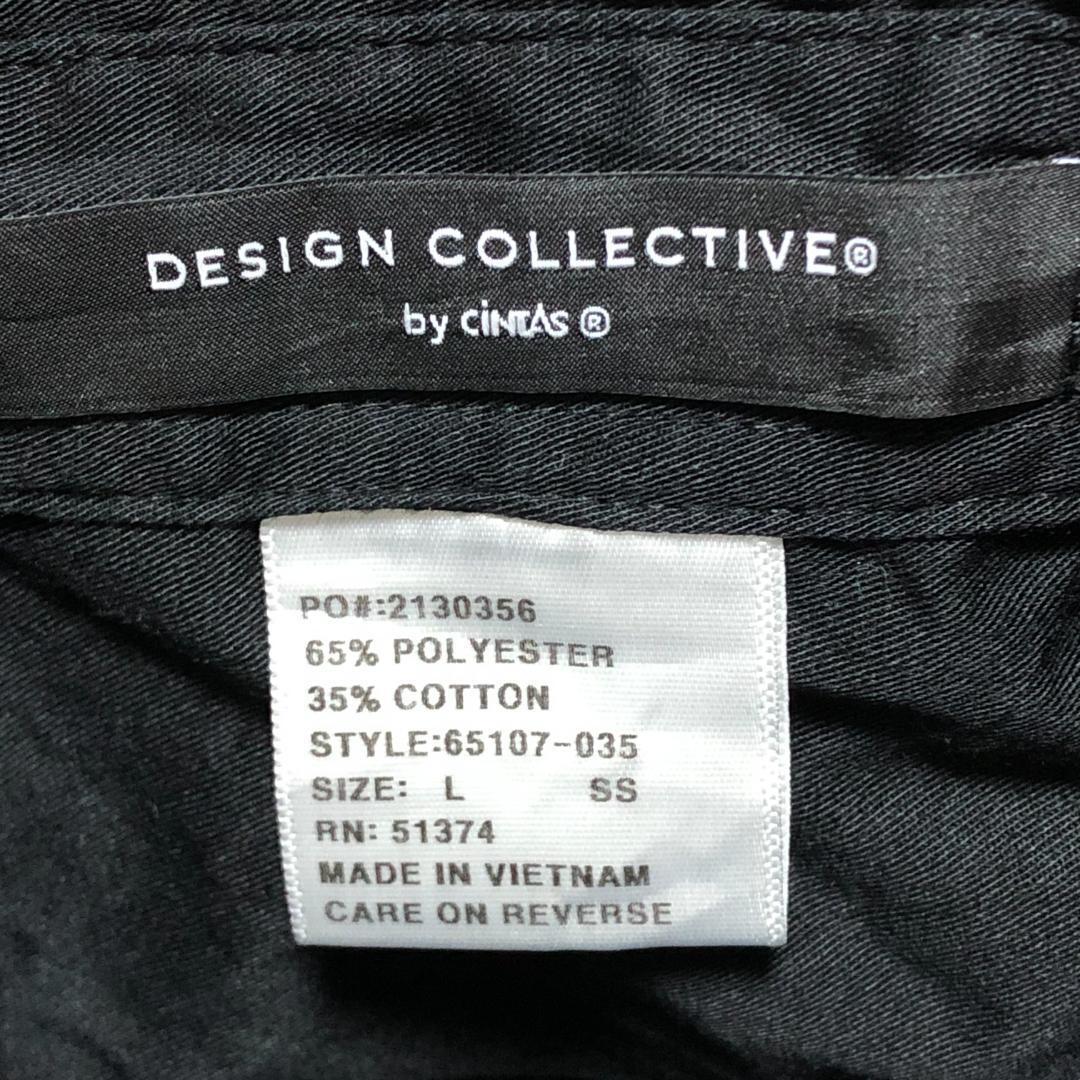 DESIGN COLLECTIVE®
by CiNTAS ®
PO#:2130356
65% POLYESTER
35% COTTON
STYLE:65107-035
SIZE: L SS
RN: 51374
MADE IN VIETNAM
CARE ON REVERSE